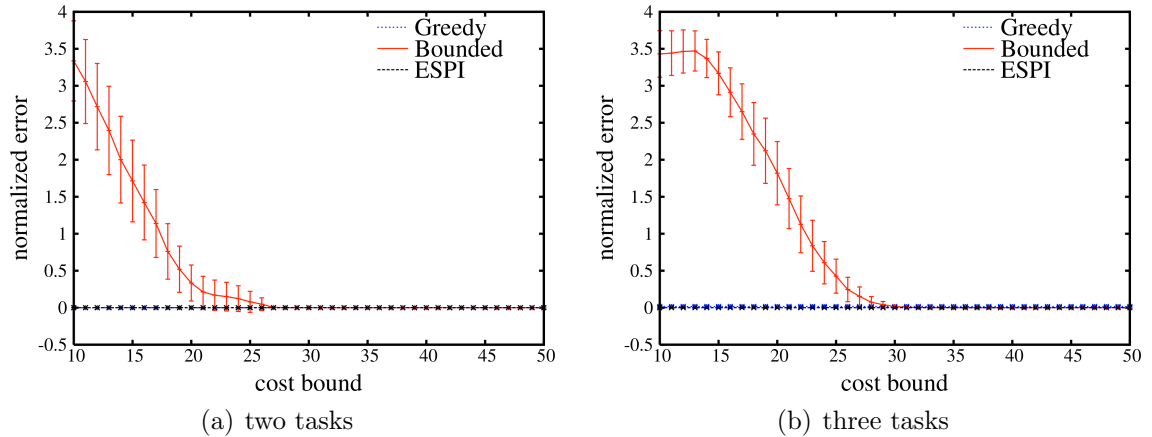 4
3.5
3
2.5
2
1.5
1
0.5
0
-0.5
10 15 20 25 30 35 40 45 50
normalized error
cost bound
Greedy
Bounded
ESPI
(a) two tasks
4
3.5
3
2.5
2
1.5
1
0.5
0
-0.5
10 15 20 25 30 35 40 45 50
normalized error
cost bound
Greedy
Bounded
ESPI
(b) three tasks